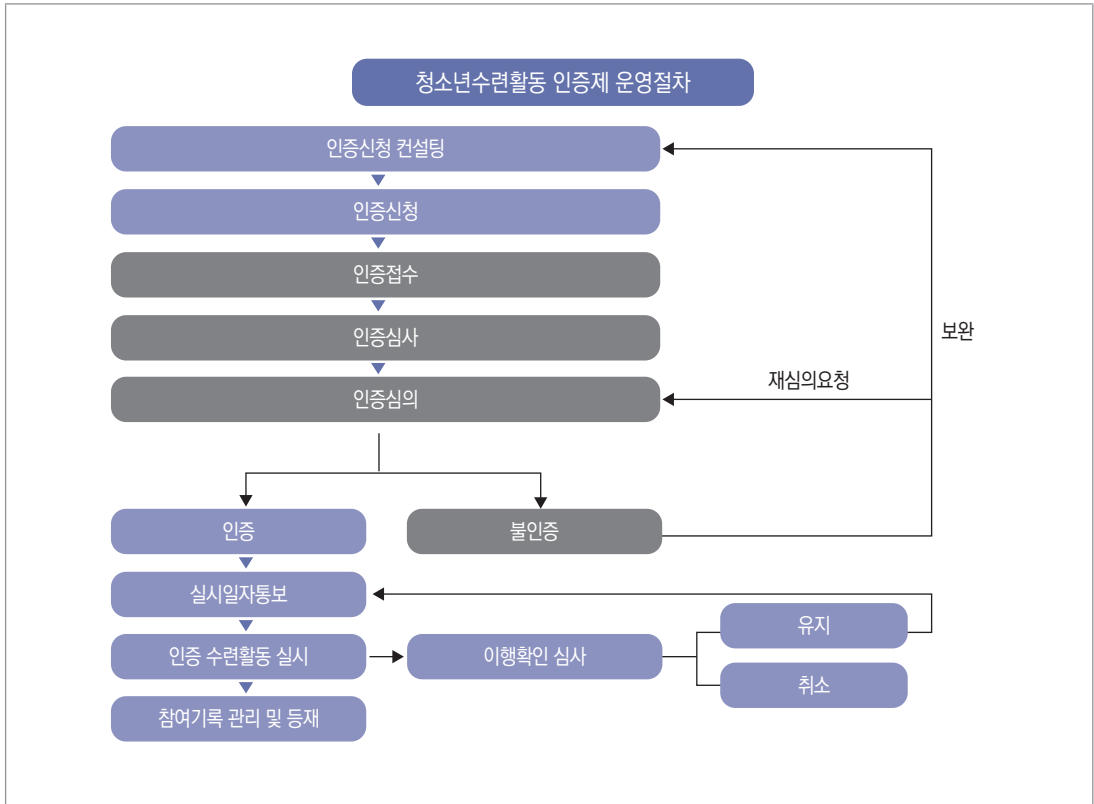 청소년수련활동 인증제 운영절차
인증신청 컨설팅
인증신청
인증접수
인증심사
보완
재심의요청
인증심의
인증
불인증
실시일자통보
유지
인증 수련활동 실시
이행확인 심사
취소
참여기록 관리 및 등재